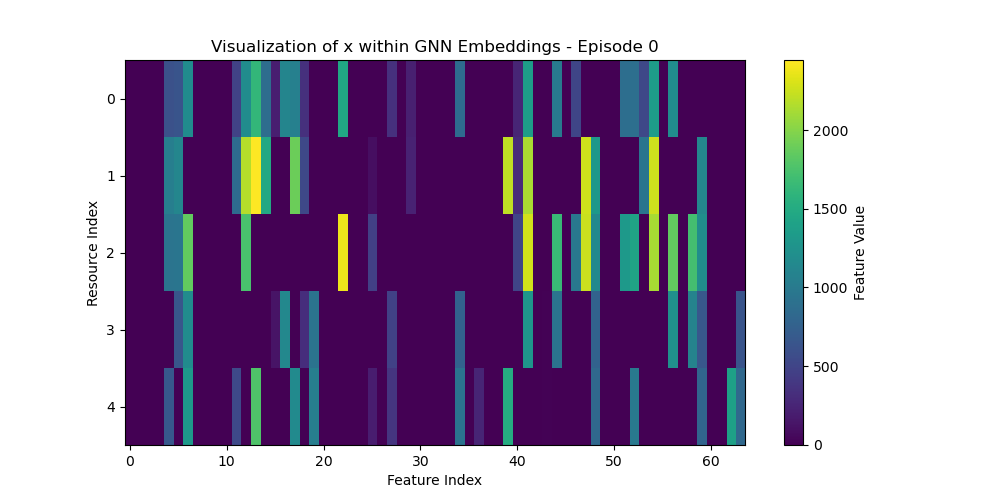 Visualization of x within GNN Embeddings - Episode 0
0
1
2
3
4
Resource Index
0 10 20 30 40 50 60
Feature Index
2000
1500
1000
500
0
Feature Value